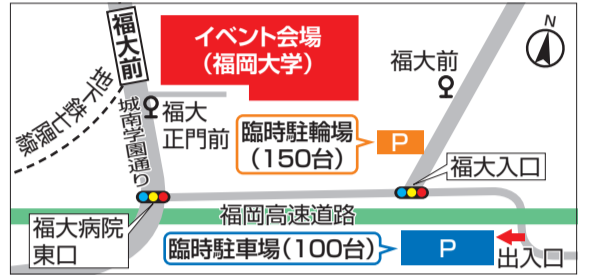 イベント会場
（福岡大学）
N
福大前
福大前
地下鉄七隈線
城南学園通り
福大
正門前
臨時駐輪場
（150台）
P
福大入口
福岡高速道路
福大病院
東口
臨時駐車場（100台）
P
出入口